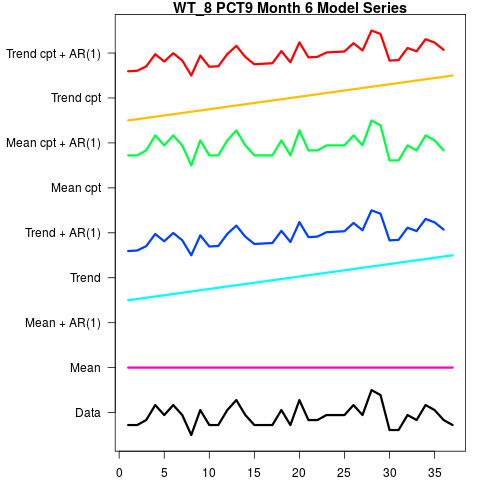 WT_8 PCT9 Month 6 Model Series
Trend cpt + AR(1)
Trend cpt
Mean cpt + AR(1)
Mean cpt
Trend + AR(1)
Trend
Mean + AR(1)
Mean
Data
0 5 10 15 20 25 30 35